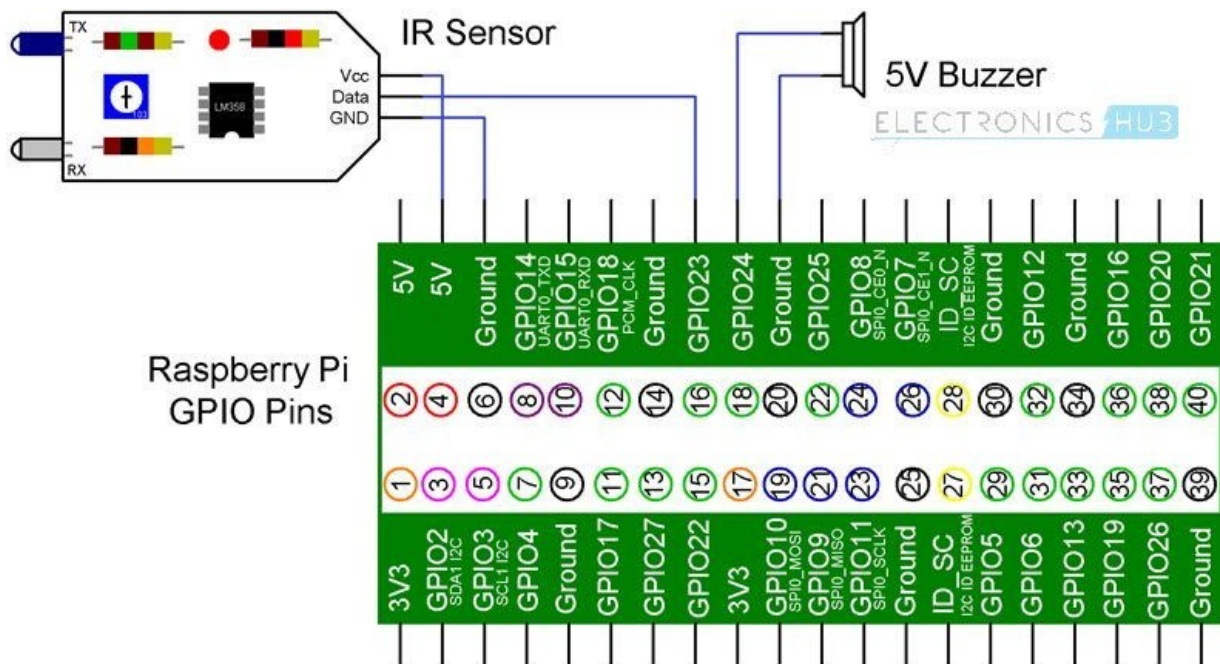 TX
IR Sensor
Vcc
Data
GND
LM358
103
RX
5V Buzzer
ELECTRONICS HUB
5V
5V
Ground
GPIO14
UART0_TXD
GPIO15
UART0_RXD
GPIO18
PCM_CLK
Ground
GPIO23
GPIO24
Ground
GPIO25
GPIO8
SPI0_CE0_N
GPIO7
SPI0_CE1_N
ID_SC
I2C ID EEPROM
Ground
GPIO12
Ground
GPIO16
GPIO20
GPIO21
Raspberry Pi
GPIO Pins
2 4 6 8 10 12 14 16 18 20 22 24 26 28 30 32 34 36 38 40
1 3 5 7 9 11 13 15 17 19 21 23 25 27 29 31 33 35 37 39
3V3
GPIO2
SDA1 I2C
GPIO3
SCL1 I2C
GPIO4
Ground
GPIO17
GPIO27
GPIO22
3V3
GPIO10
SPI0_MOSI
GPIO9
SPI0_MISO
GPIO11
SPI0_SCLK
Ground
ID_SC
I2C ID EEPROM
GPIO5
GPIO6
GPIO13
GPIO19
GPIO26
Ground